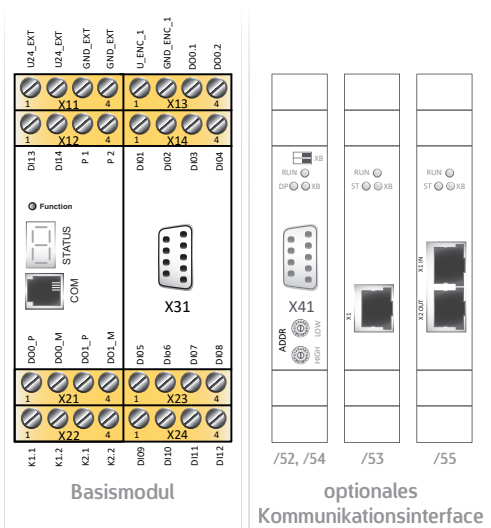 U24_EXT U24_EXT GND_EXT GND_EXT U_ENC_1 GND_ENC_1 DO0.1 DO0.2
1 X11 4 1 X13 4
1 X12 4 1 X14 4
DI13 DI14 P1 P2 DI01 DI02 DI03 DI04
XB
RUN RUN RUN
DP XB ST XB ST XB
Function
STATUS
COM
X31
X41
X1
X1 IN
X2 OUT
ADDR
LOW
HIGH
DO0_P DO0_M DO1_P DO1_M DI05 DI06 DI07 DI08
1 X21 4 1 X23 4
1 X22 4 1 X24 4
K1.1 K1.2 K2.1 K2.2 DI09 DI10 DI11 DI12
/52, /54 /53 /55
Basismodul
optionales
Kommunikationsinterface